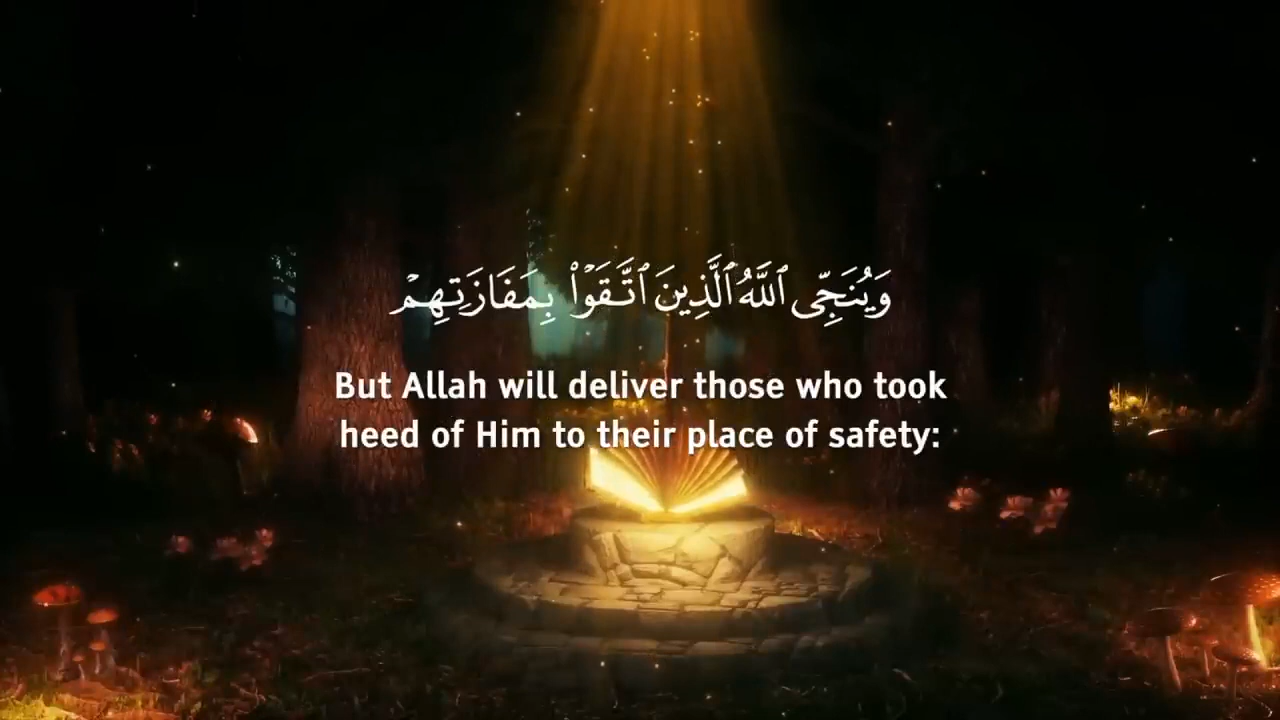 وَيُنَجِّى ٱللَّهُ ٱلَّذِينَ ٱتَّقَوْا۟ بِمَفَازَتِهِمْ
But Allah will deliver those who took
heed of Him to their place of safety: